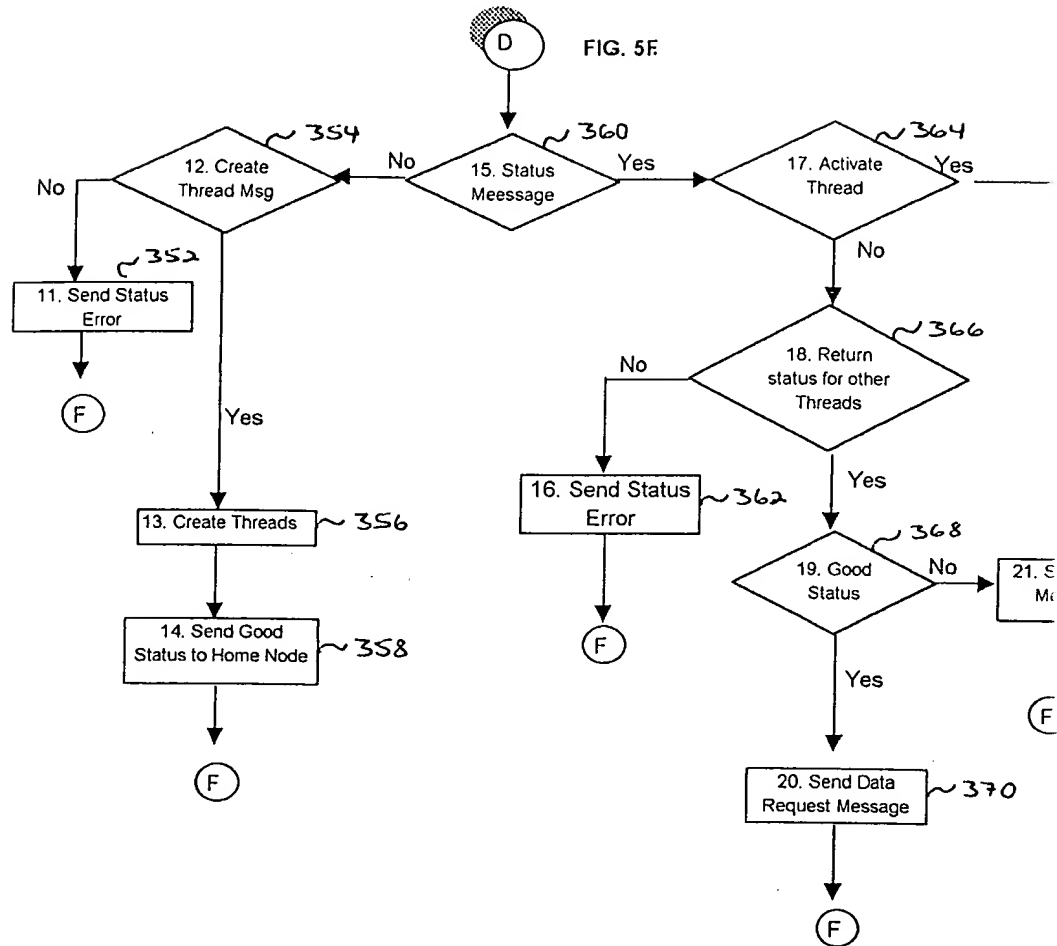 D
FIG. 5F.
354
360
364
12. Create
Thread Msg
No
15. Status
Meessage
Yes
17. Activate
Thread
Yes
No
352
11. Send Status
Error
F
Yes
No
366
18. Return
status for other
Threads
No
Yes
16. Send Status
Error
362
F
13. Create Threads
356
14. Send Good
Status to Home Node
358
F
368
19. Good
Status
No
21. S
Yes
F
20. Send Data
Request Message
370
F